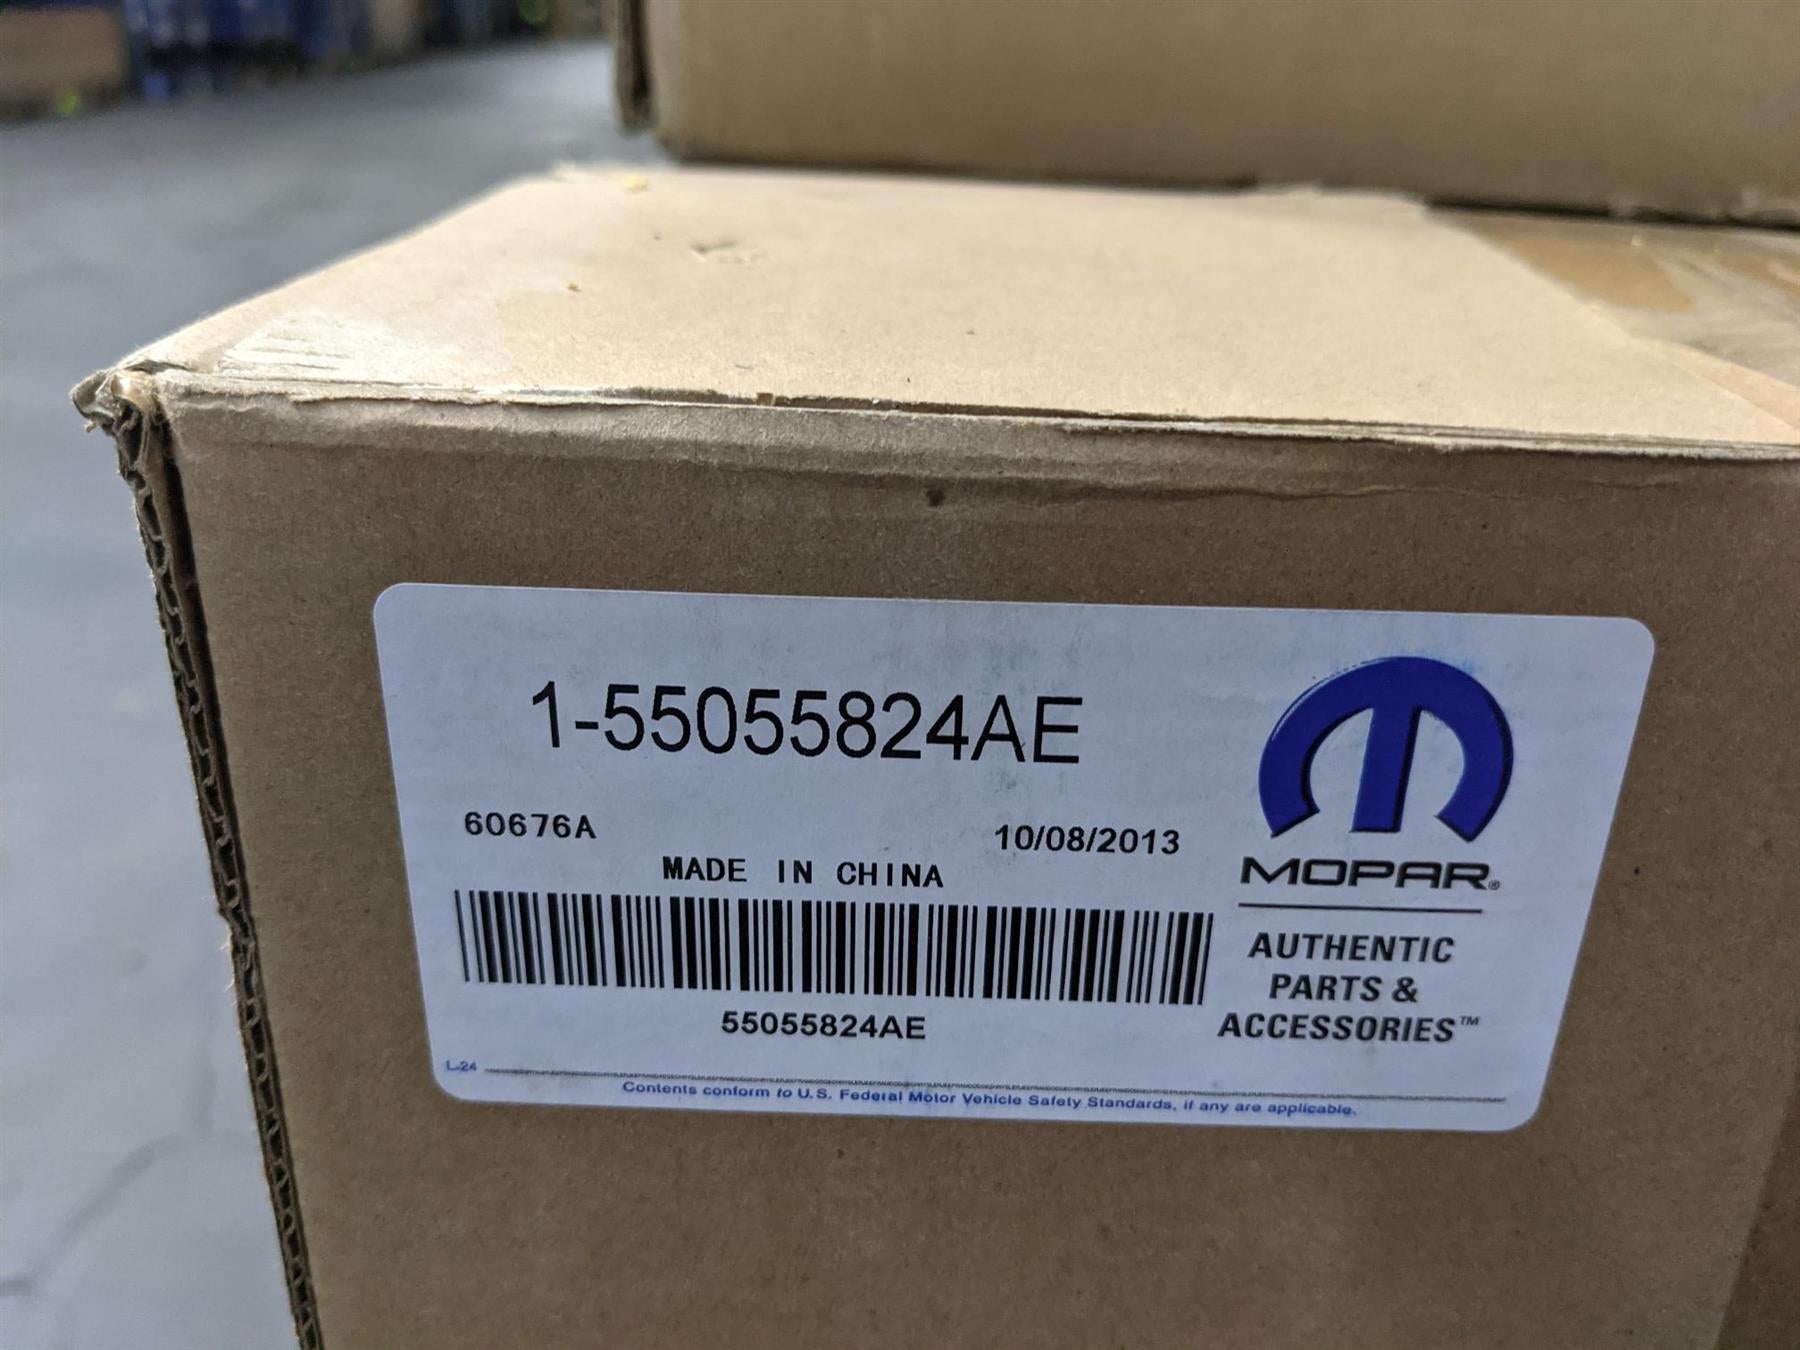 1-55055824AE
60676A
10/08/2013
MADE IN CHINA
55055824AE
MOPAR®
AUTHENTIC
PARTS &
ACCESSORIES™
L-24
Contents conform to U.S. Federal Motor Vehicle Safety Standards, if any are applicable.